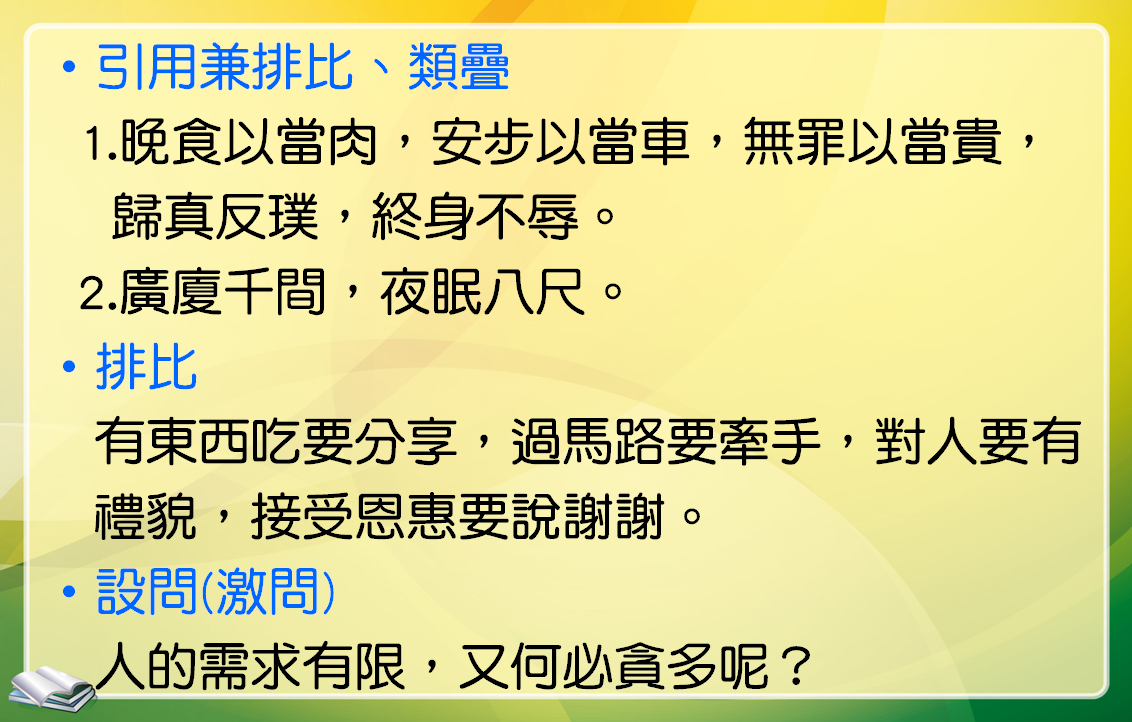 •引用兼排比、類疊
1.晚食以當肉，安步以當車，無罪以當貴，
歸真反璞，終身不辱。
2.廣廈千間，夜眠八尺。
•排比
有東西吃要分享，過馬路要牽手，對人要有
禮貌，接受恩惠要說謝謝。
•設問(激問)
人的需求有限，又何必貪多呢？